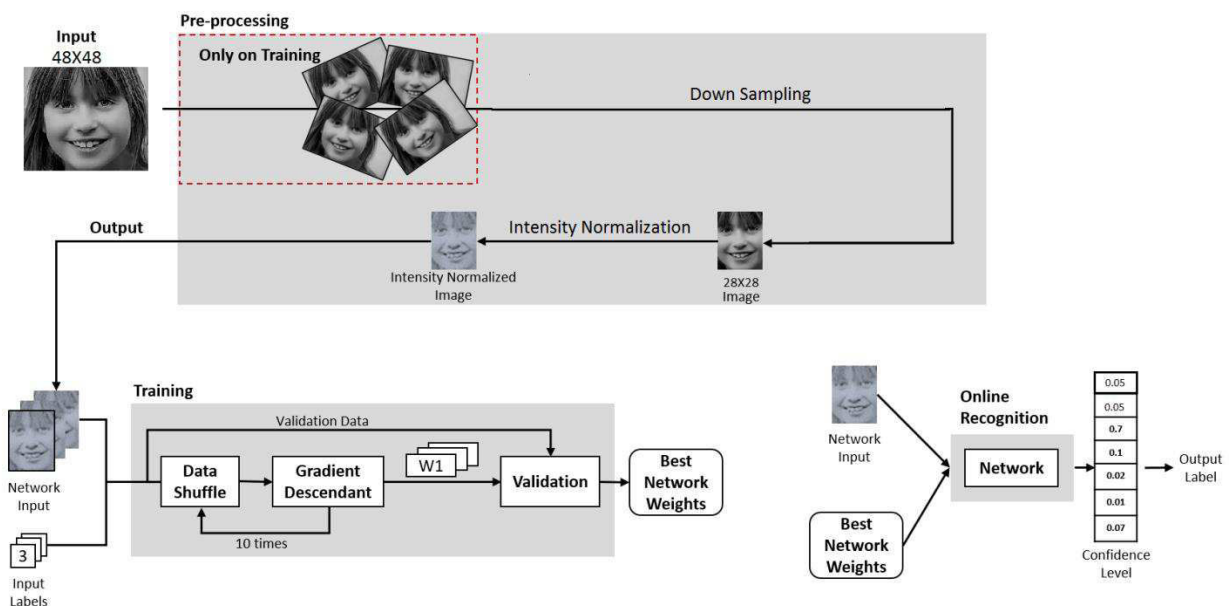 Pre-processing
Input
48X48
Only on Training
Down Sampling
Output
Intensity Normalization
Intensity Normalized
Image
28X28
Image
Training
Validation Data
Data
Shuffle
Gradient
Descendant
W1
Validation
Best
Network
Weights
10 times
Network
Input
3
Input
Labels
Network
Input
Online
Recognition
Network
Best
Network
Weights
0.05
0.05
0.7
0.1
0.02
0.01
0.07
Confidence
Level
Output
Label